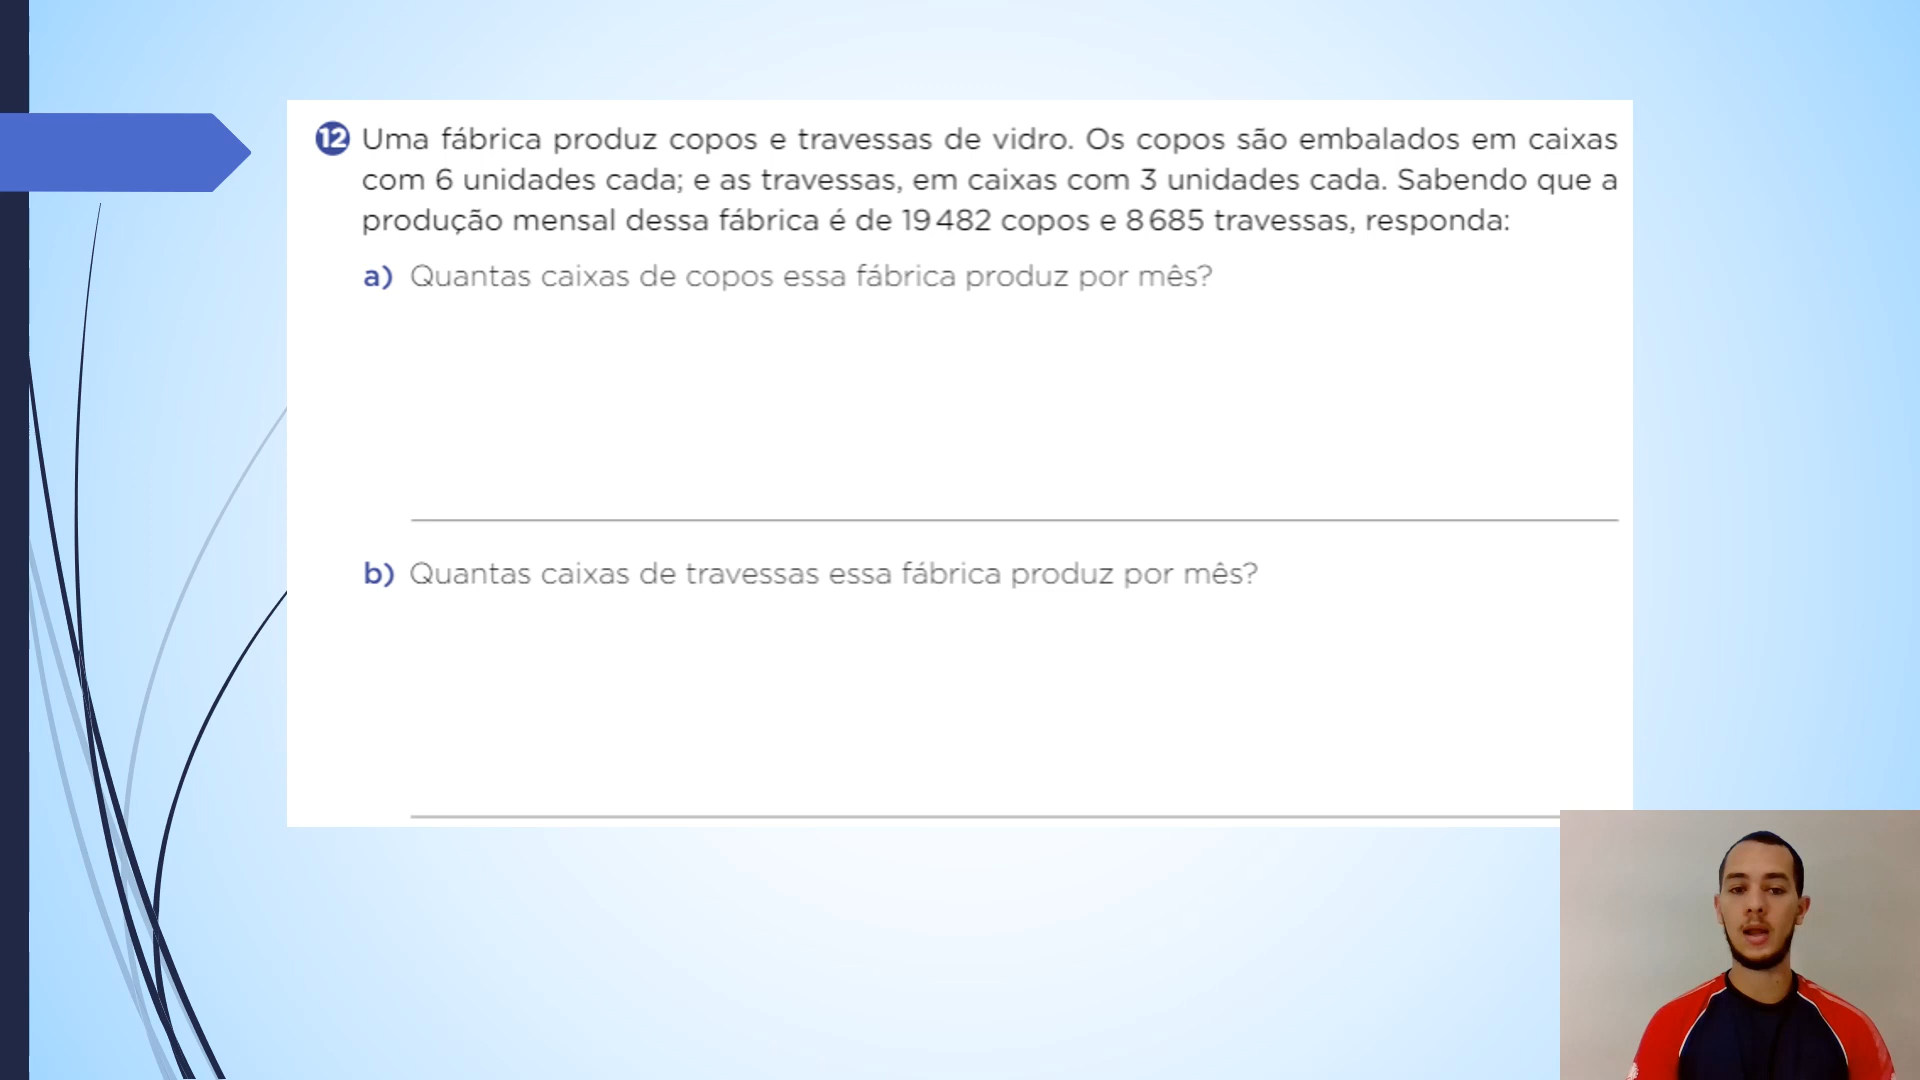 12 Uma fábrica produz copos e travessas de vidro. Os copos são embalados em caixas
com 6 unidades cada; e as travessas, em caixas com 3 unidades cada. Sabendo que a
produção mensal dessa fábrica é de 19 482 copos e 8 685 travessas, responda:
a) Quantas caixas de copos essa fábrica produz por mês?
b) Quantas caixas de travessas essa fábrica produz por mês?